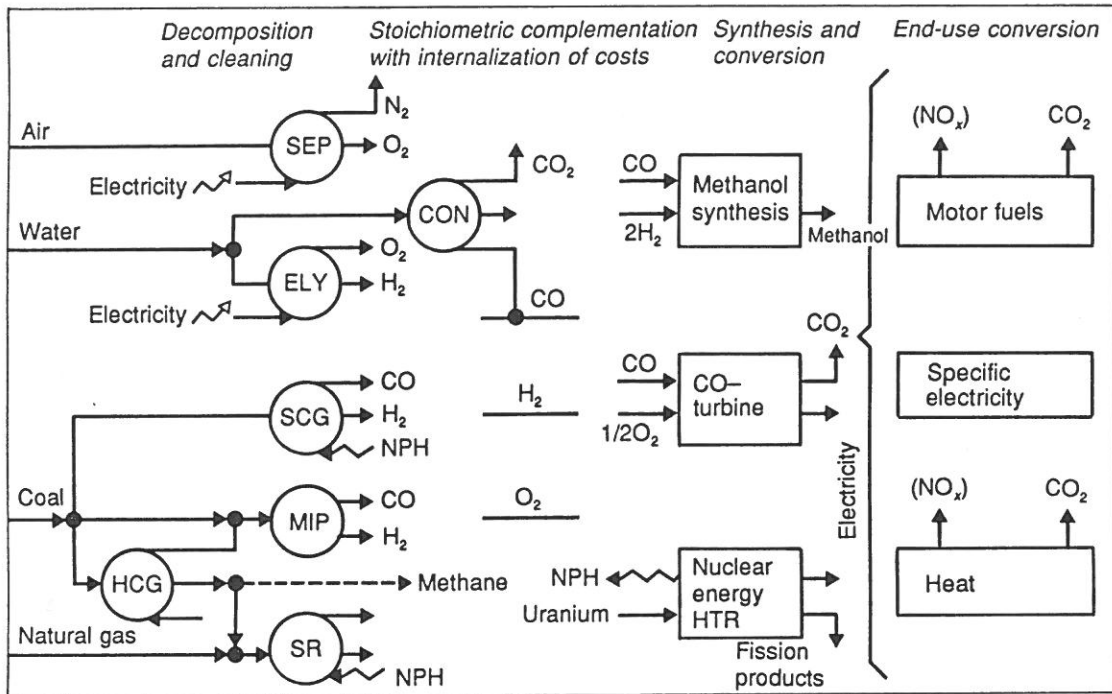 Decomposition
and cleaning
Stoichiometric complementation
with internalization of costs
Synthesis and
conversion
End-use conversion
Air
SEP
N₂
O₂
Electricity
Water
CON
CO₂
ELY
O₂
H₂
Electricity
CO
H₂
O₂
Coal
SCG
CO
H₂
NPH
MIP
CO
H₂
HCG
Methane
Natural gas
SR
NPH
CO
2H₂
Methanol
synthesis
Methanol
CO
1/2O₂
CO–
turbine
CO₂
NPH
Uranium
Nuclear
energy
HTR
Fission
products
Electricity
(NOₓ)
CO₂
Motor fuels
Specific
electricity
(NOₓ)
CO₂
Heat